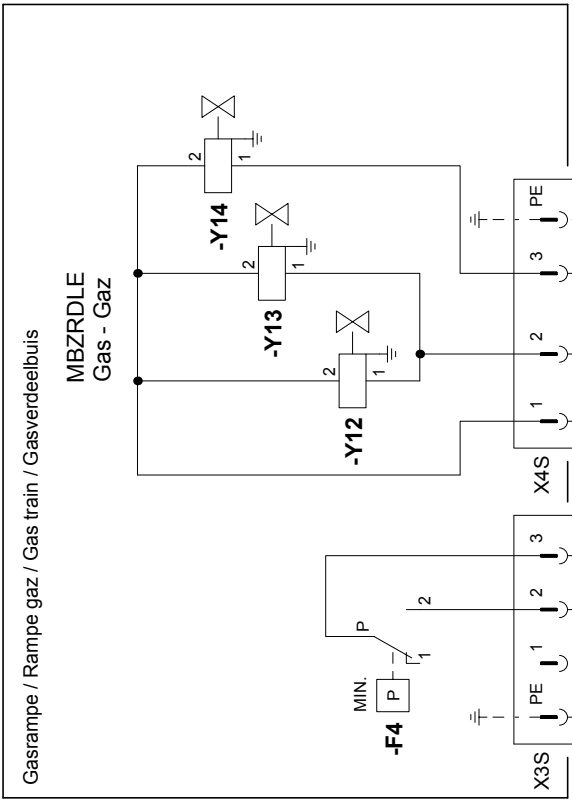 Gasrampe / Rampe gaz / Gas train / Gasverdeelbuis
MBZRDLE
Gas - Gaz
2
1
-Y14
2
1
-Y13
2
1
-Y12
MIN.
P
P
-F4
1
2
PE
1
2
3
X3S
1
2
3
PE
X4S